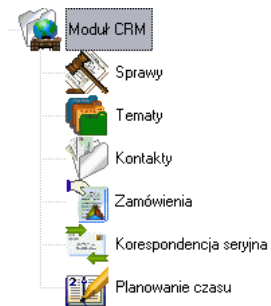 Moduł CRM
Sprawy
Tematy
Kontakty
Zamówienia
Korespondencja seryjna
Planowanie czasu